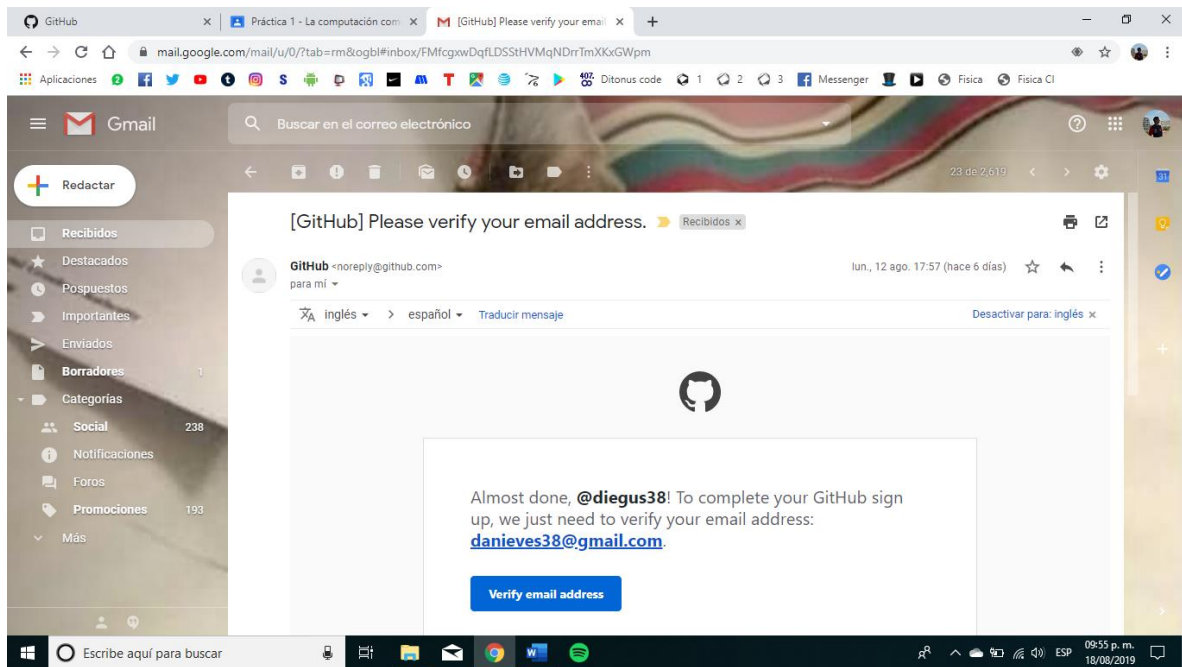 GitHub
Práctica 1 - La computación com
[GitHub] Please verify your email
mail.google.com/mail/u/0/?tab=rm&ogbl#inbox/FMfcgxwDqfLDSStHVMqNDrrTmXKxGWpm
Aplicaciones
Ditonus code
1
2
3
Messenger
Fisica
Fisica CI
Gmail
Buscar en el correo electrónico
Redactar
23 de 2,619
Recibidos
Destacados
Pospuestos
Importantes
Enviados
Borradores 1
Categorías
Social 238
Notificaciones
Foros
Promociones 193
Más
[GitHub] Please verify your email address.
Recibidos x
GitHub <noreply@github.com>
lun., 12 ago. 17:57 (hace 6 días)
para mí
inglés > español Traducir mensaje
Desactivar para: inglés x
Almost done, @diegus38! To complete your GitHub sign
up, we just need to verify your email address:
danieves38@gmail.com.
Verify email address
Escribe aquí para buscar
ESP
09:55 p. m.
18/08/2019